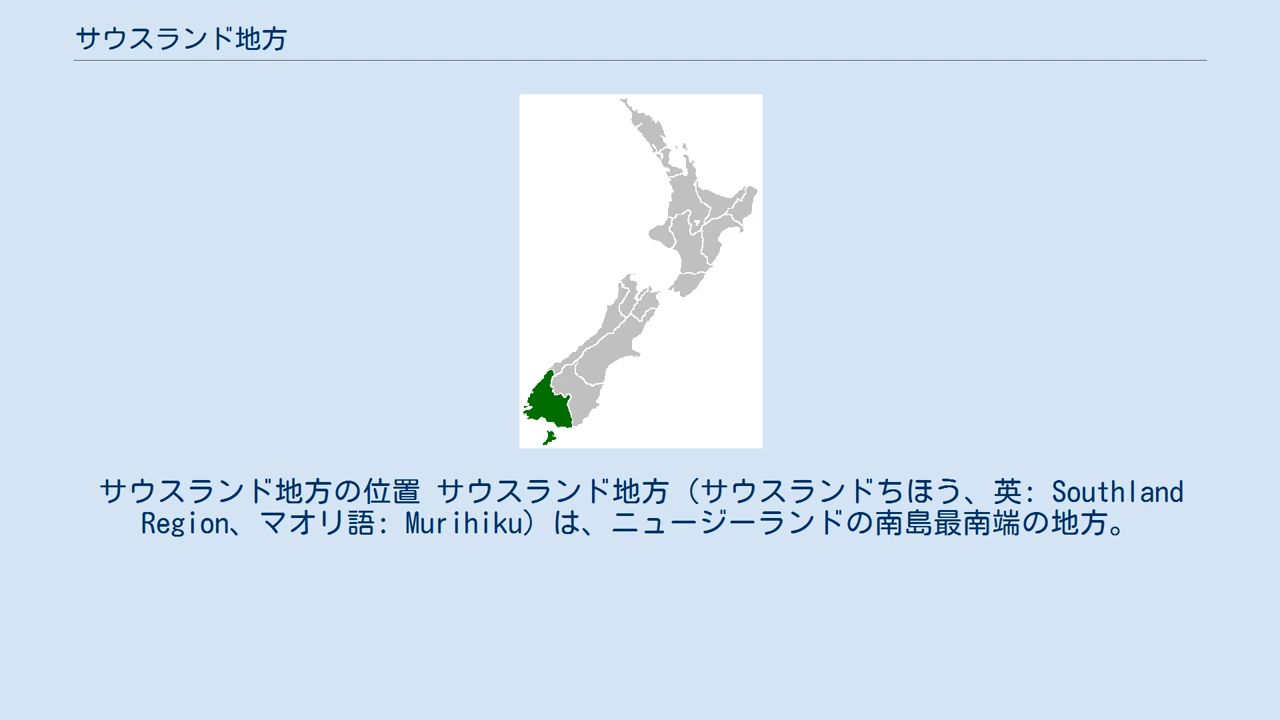 サウスランド地方
サウスランド地方の位置 サウスランド地方（サウスランドちほう、英: Southland
Region、マオリ語: Murihiku）は、ニュージーランドの南島最南端の地方。